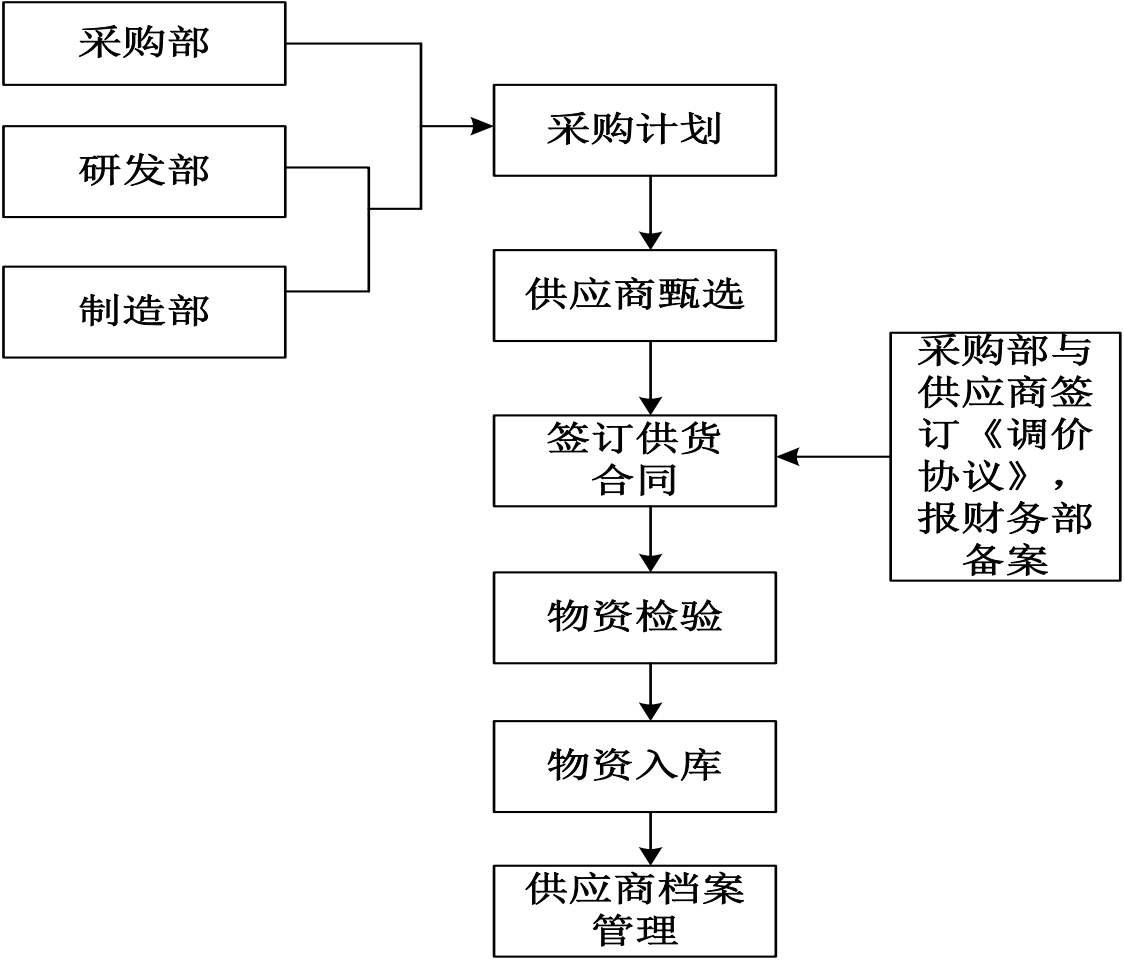 采购部
研发部
制造部
采购计划
供应商甄选
签订供货
合同
采购部与
供应商签
订《调价
协议》，
报财务部
备案
物资检验
物资入库
供应商档案
管理